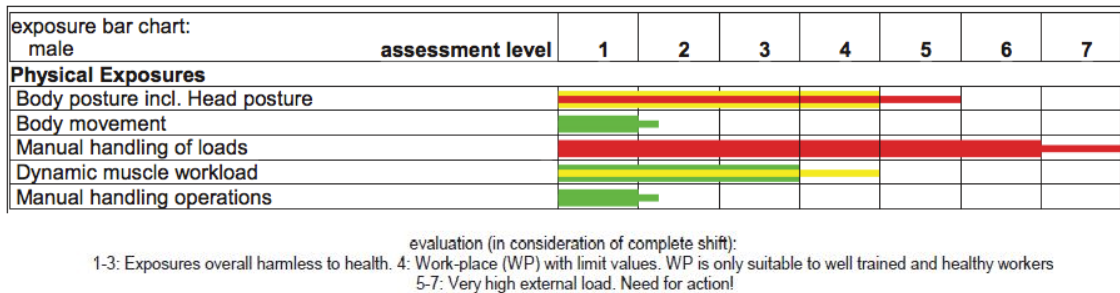 exposure bar chart:
male assessment level 1 2 3 4 5 6 7
Physical Exposures
Body posture incl. Head posture
Body movement
Manual handling of loads
Dynamic muscle workload
Manual handling operations
evaluation (in consideration of complete shift):
1-3: Exposures overall harmless to health. 4: Work-place (WP) with limit values. WP is only suitable to well trained and healthy workers
5-7: Very high external load. Need for action!